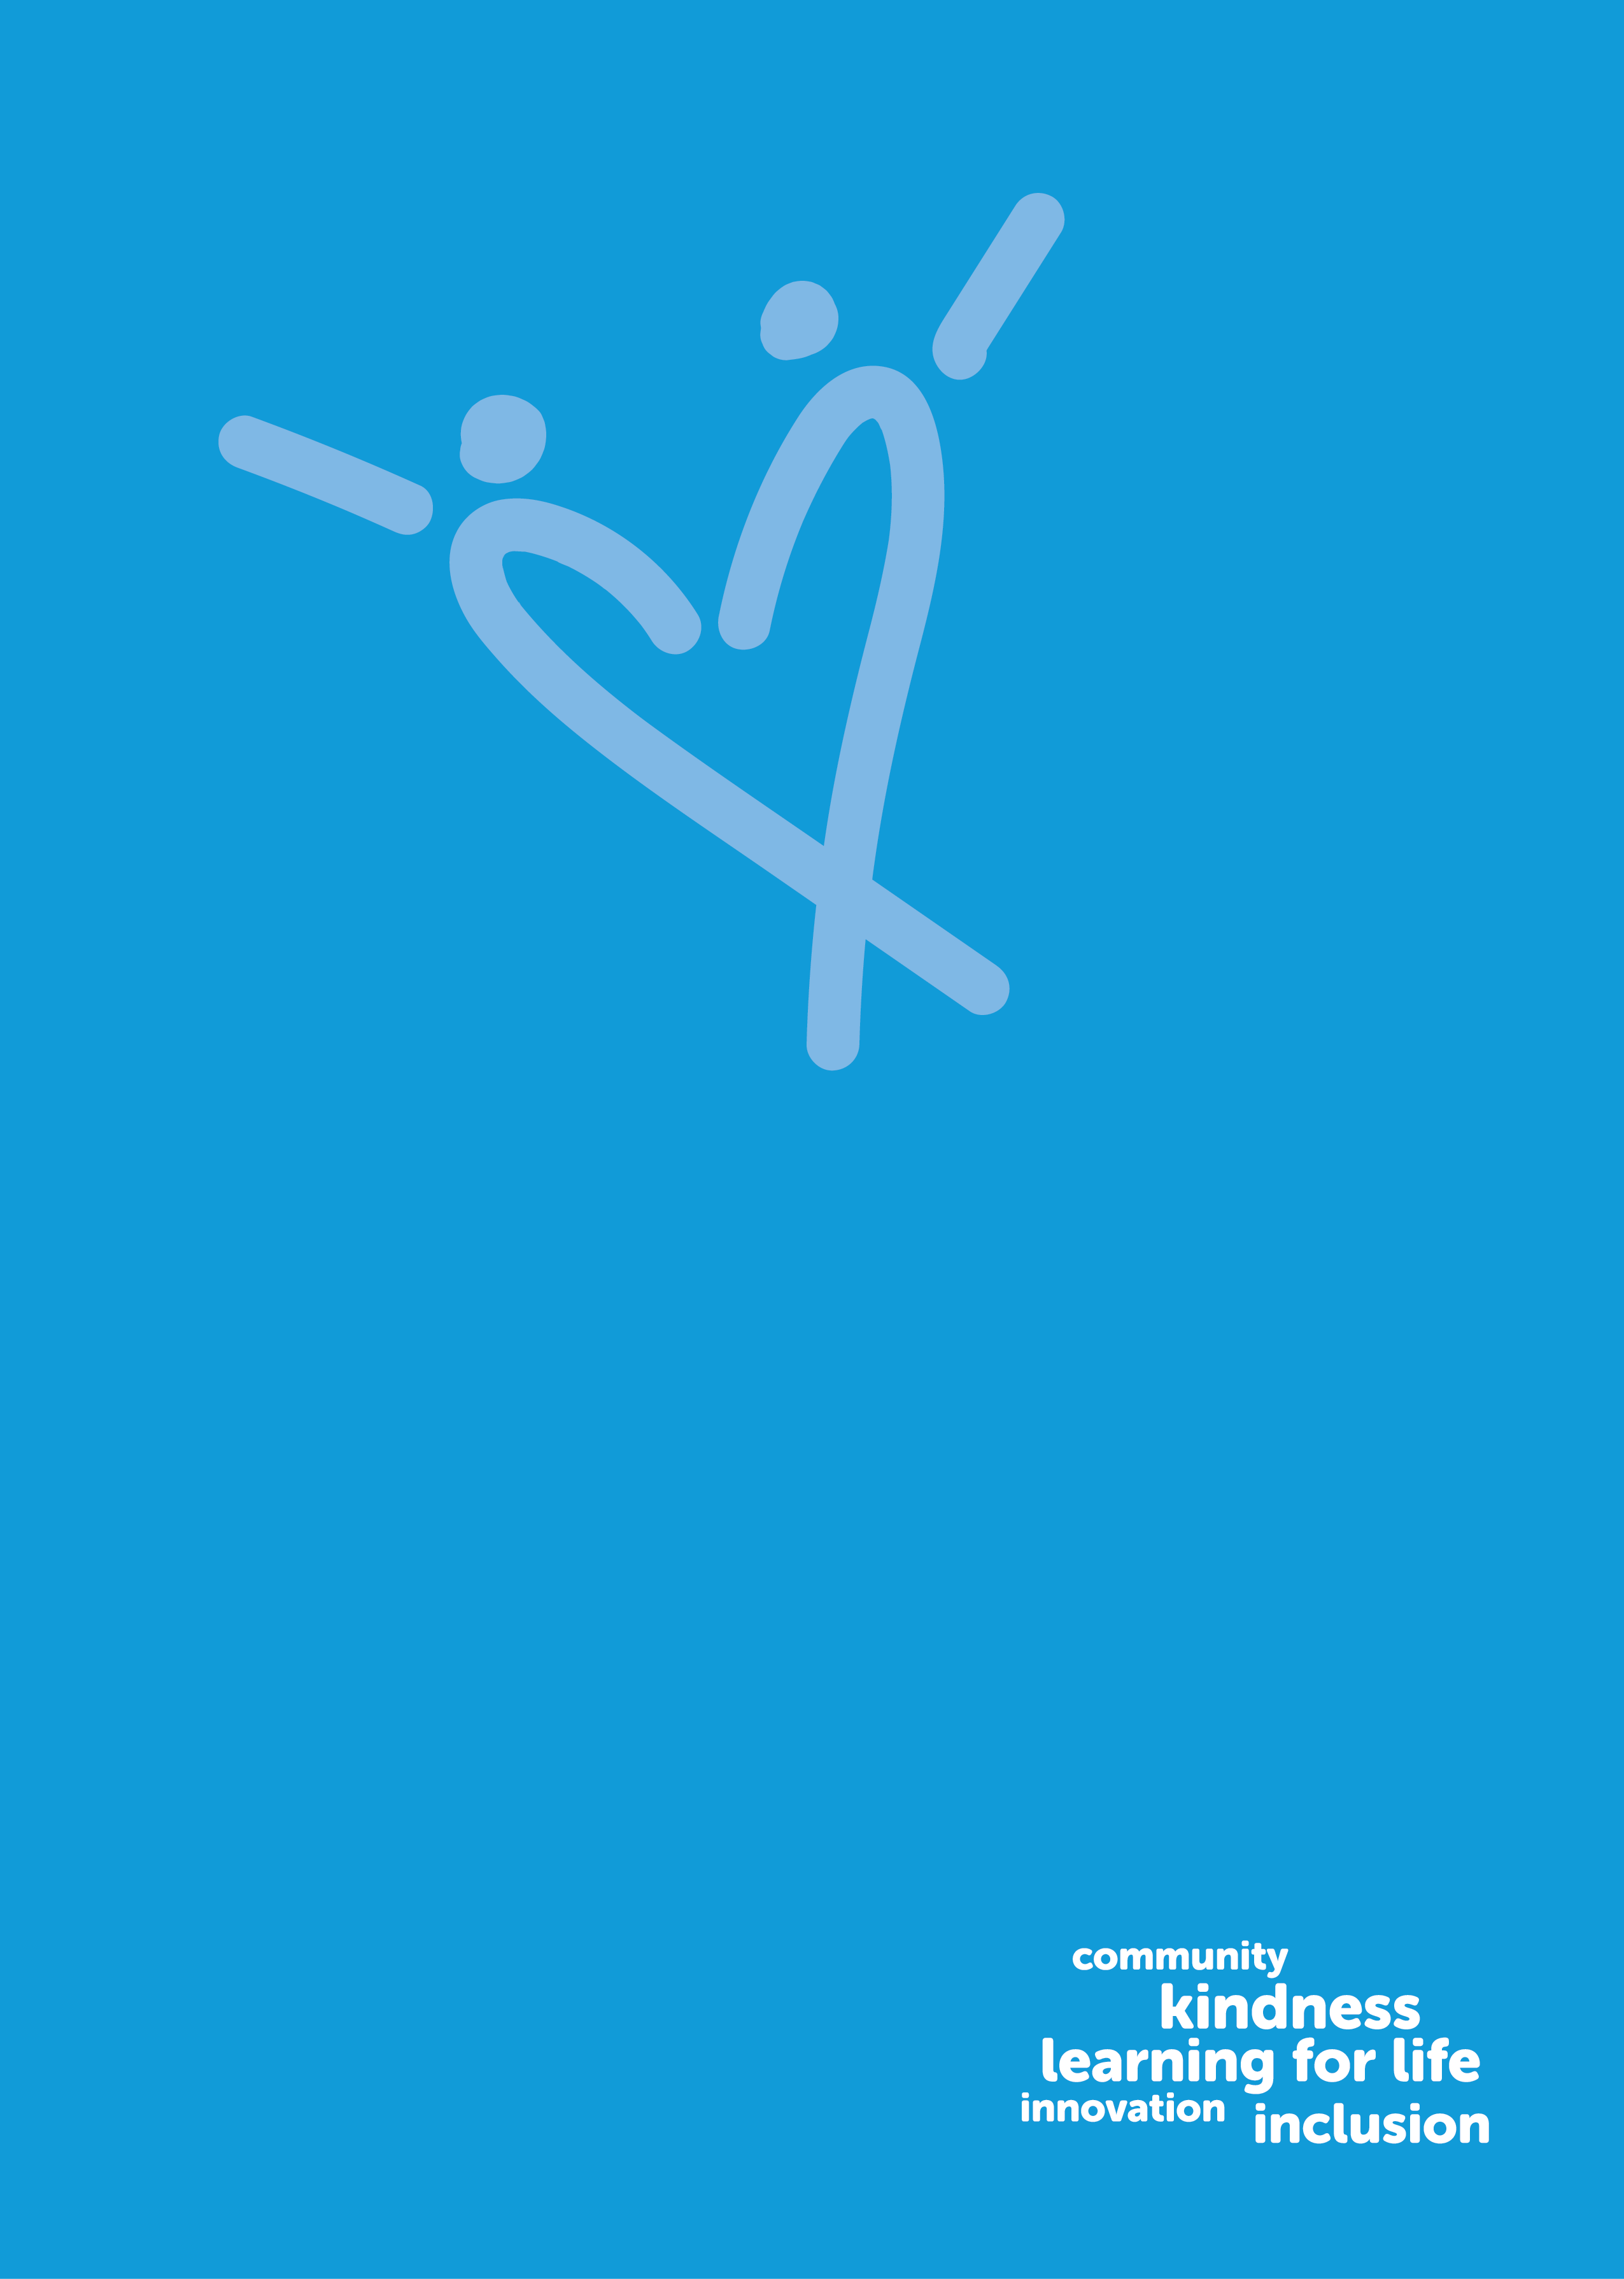 community
kindness
learning for life
innovation
inclusion